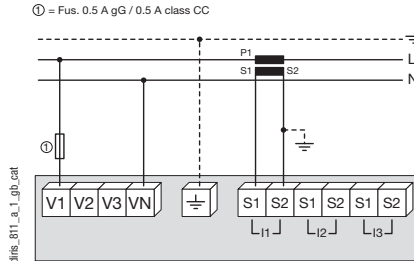 ① = Fus. 0.5 A gG / 0.5 A class CC
P1
L
S1 S2
N
①
V1 V2 V3 VN S1 S2 S1 S2 S1 S2
I1 I2 I3
diris_811_a_1_gb_cat